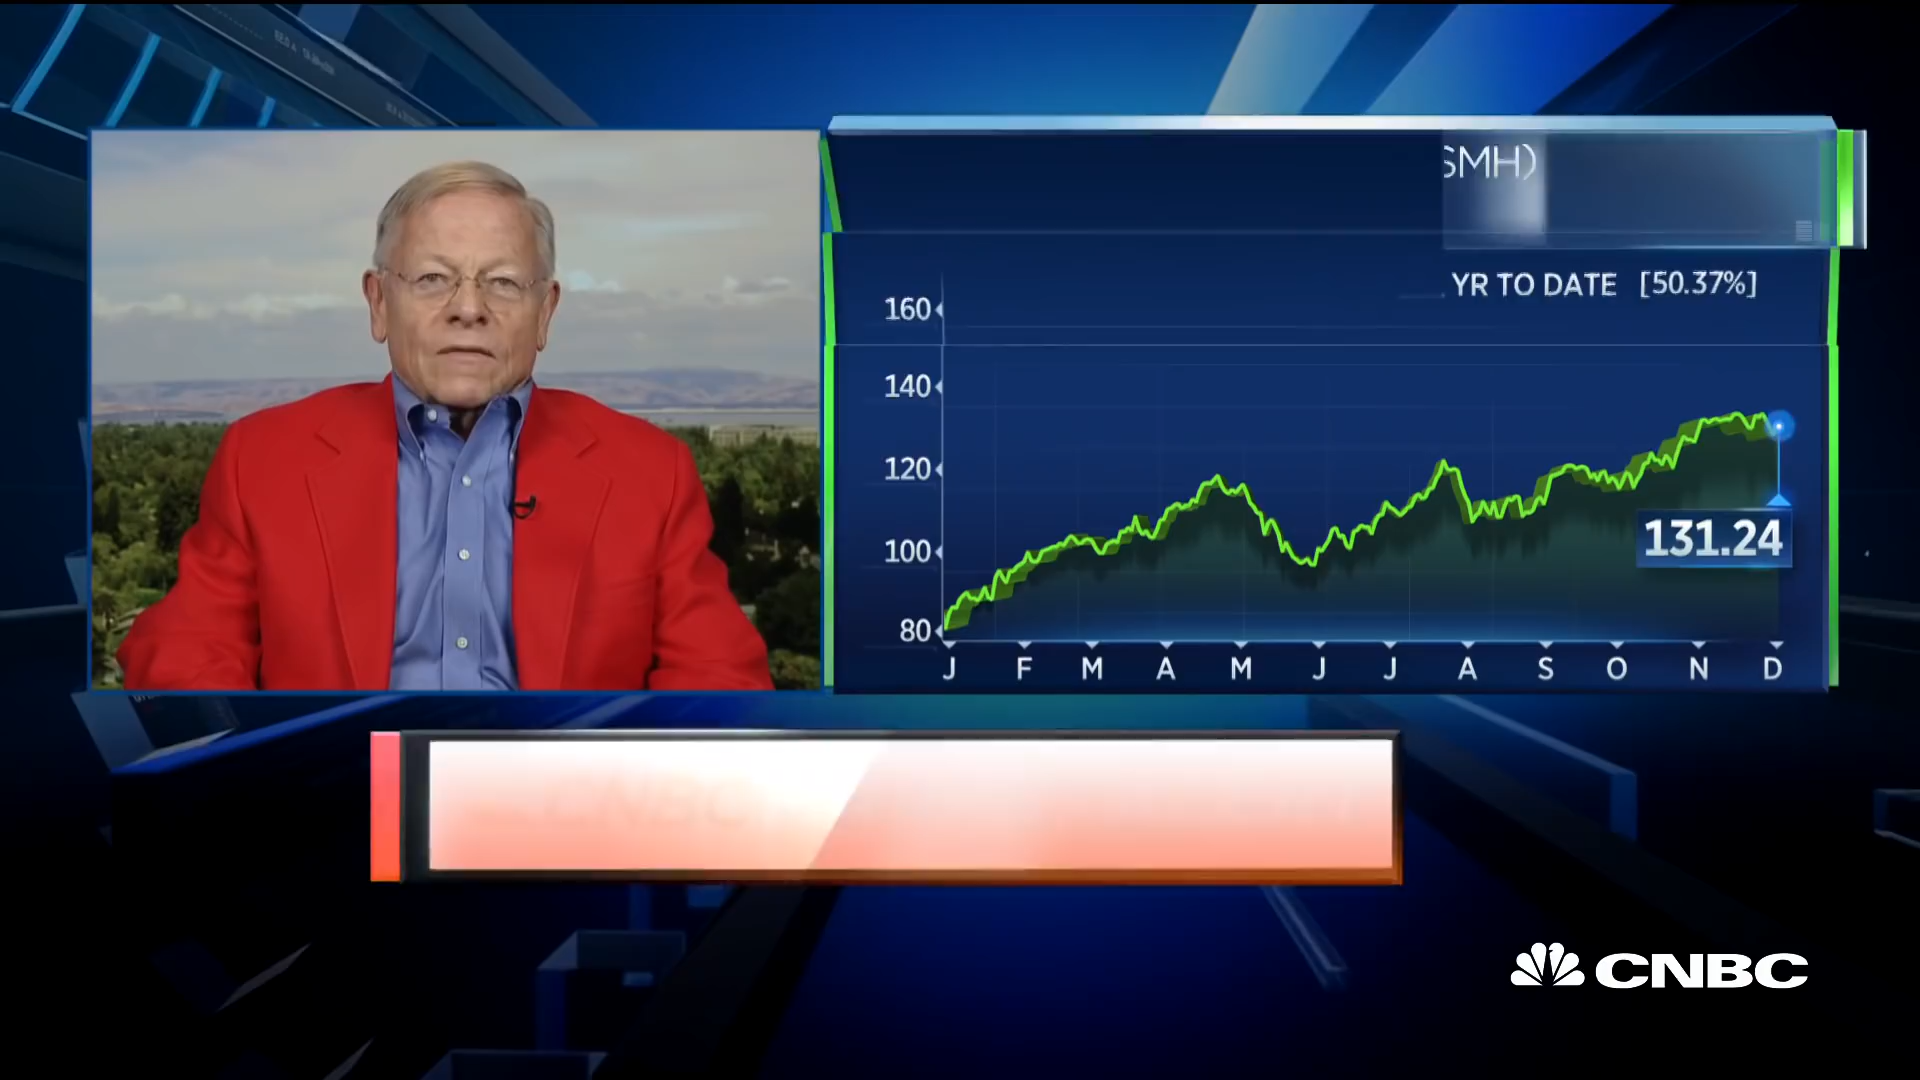 SMH)
YR TO DATE [50.37%]
160
140
120
100
80
131.24
J F M A M J J A S O N D
CNBC